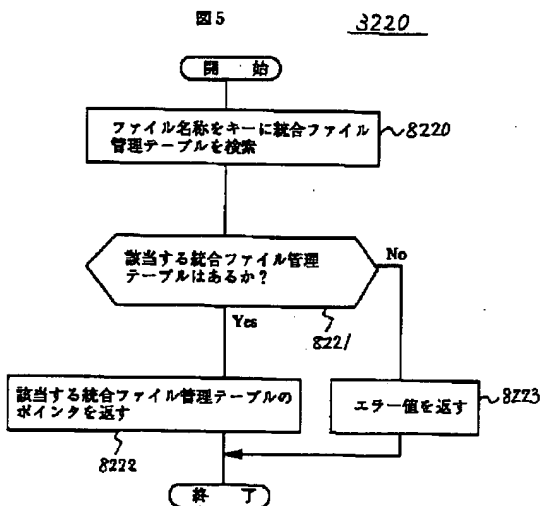 図5
3220
開 始
ファイル名称をキーに統合ファイル
管理テーブルを検索
8220
該当する統合ファイル管理
テーブルはあるか?
No
Yes
8221
該当する統合ファイル管理テーブルの
ポインタを返す
エラー値を返す
8223
8222
終 了